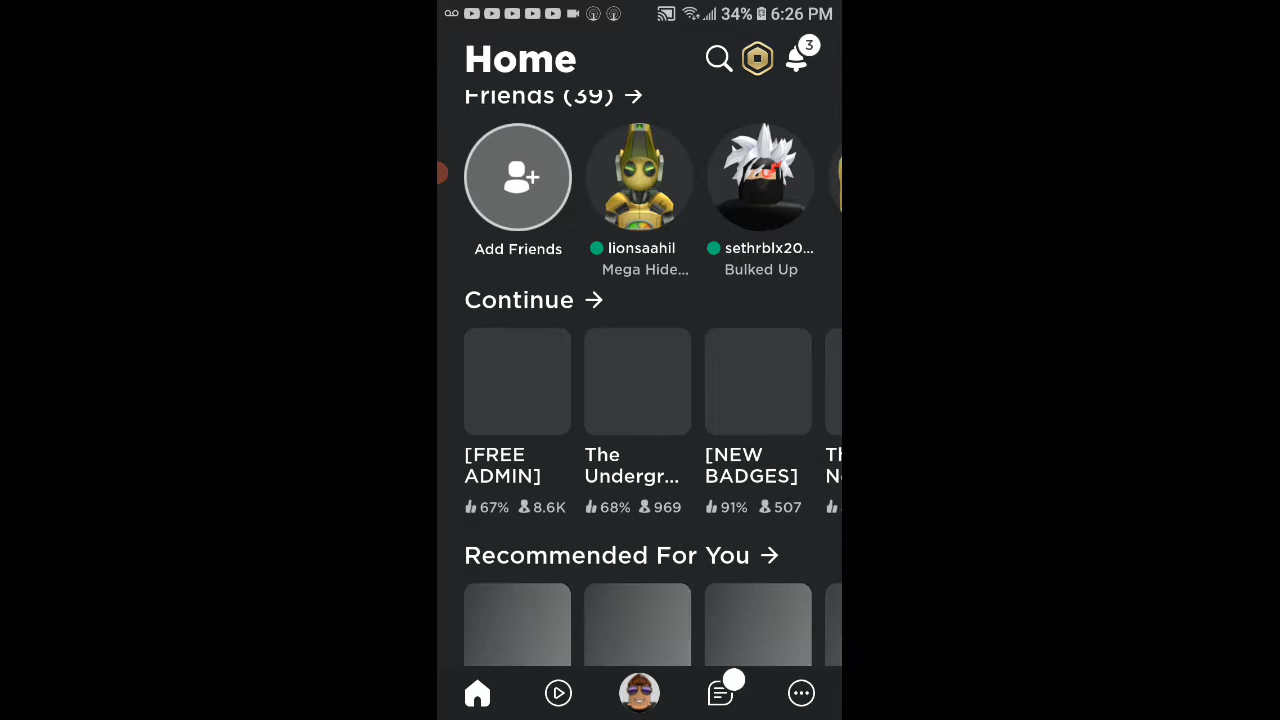 34% 6:26 PM
Home
3
Friends (39) →
Add Friends
lionsaahil
Mega Hide...
sethrblx20...
Bulked Up
Continue →
[FREE ADMIN]
67% 8.6K
The Undergr...
68% 969
[NEW BADGES]
91% 507
Recommended For You →